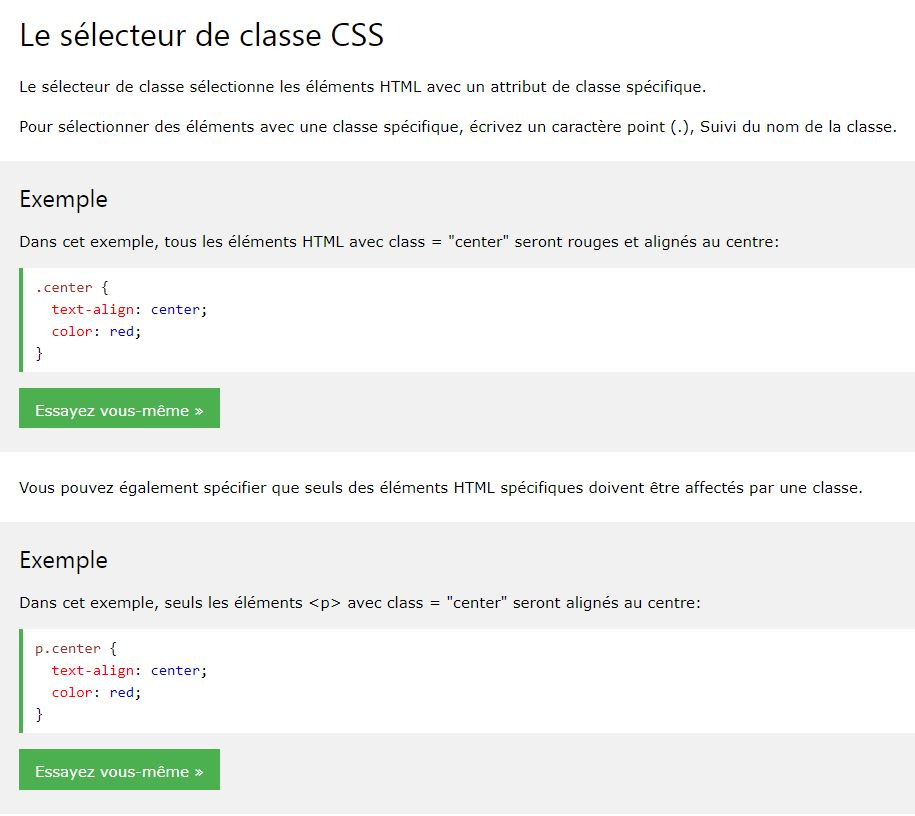 Le sélecteur de classe CSS
Le sélecteur de classe sélectionne les éléments HTML avec un attribut de classe spécifique.
Pour sélectionner des éléments avec une classe spécifique, écrivez un caractère point (.), Suivi du nom de la classe.
Exemple
Dans cet exemple, tous les éléments HTML avec class = "center" seront rouges et alignés au centre:
.center {
  text-align: center;
  color: red;
}
Essayez vous-même »
Vous pouvez également spécifier que seuls des éléments HTML spécifiques doivent être affectés par une classe.
Exemple
Dans cet exemple, seuls les éléments <p> avec class = "center" seront alignés au centre:
p.center {
  text-align: center;
  color: red;
}
Essayez vous-même »